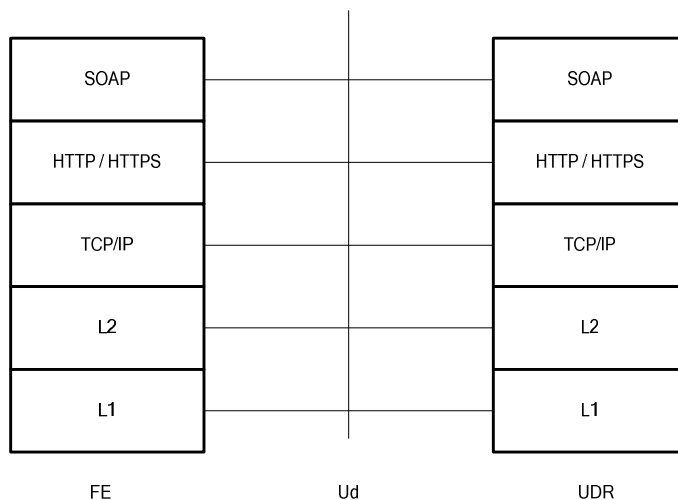 SOAP
SOAP
HTTP / HTTPS
HTTP / HTTPS
TCP/IP
TCP/IP
L2
L2
L1
L1
FE
Ud
UDR